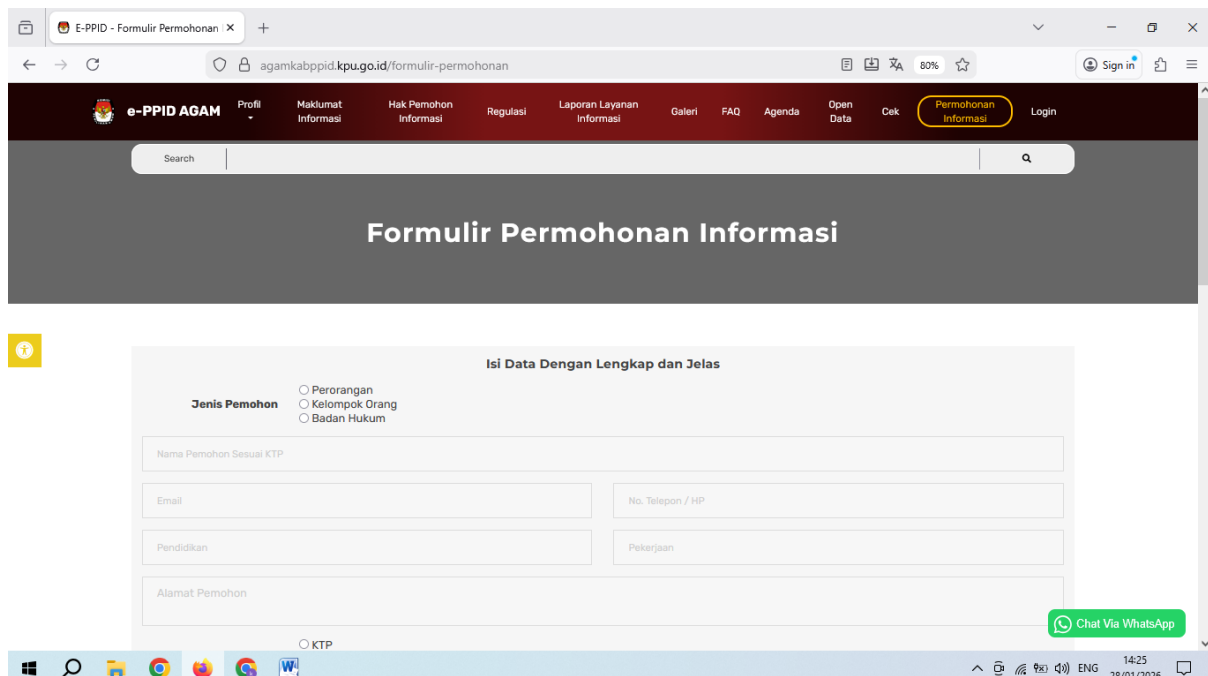 E-PPID - Formulir Permohonan
agamkabppid.kpu.go.id/formulir-permohonan
80%
Sign in
e-PPID AGAM
Profil
Maklumat
Informasi
Hak Pemohon
Informasi
Regulasi
Laporan Layanan
Informasi
Galeri
FAQ
Agenda
Open
Data
Cek
Permohonan
Informasi
Login
Search
Formulir Permohonan Informasi
Isi Data Dengan Lengkap dan Jelas
Jenis Pemohon
Perorangan
Kelompok Orang
Badan Hukum
Nama Pemohon Sesuai KTP
Email
No. Telepon / HP
Pendidikan
Pekerjaan
Alamat Pemohon
Chat Via WhatsApp
KTP
ENG
14:25
28/01/2026